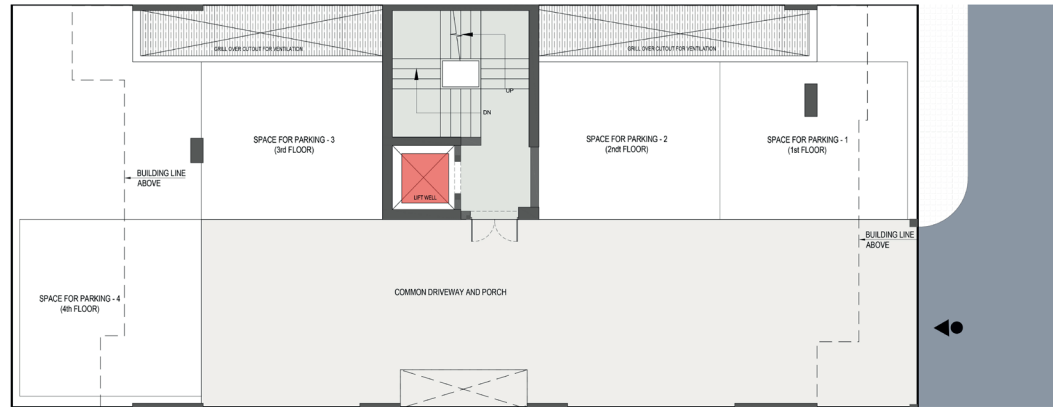 GRILL OVER CUTOUT FOR VENTILATION
GRILL OVER CUTOUT FOR VENTILATION
UP
DN
SPACE FOR PARKING - 3
(3rd FLOOR)
SPACE FOR PARKING - 2
(2ndt FLOOR)
SPACE FOR PARKING - 1
(1st FLOOR)
BUILDING LINE
ABOVE
LIFT WELL
BUILDING LINE
ABOVE
SPACE FOR PARKING - 4
(4th FLOOR)
COMMON DRIVEWAY AND PORCH